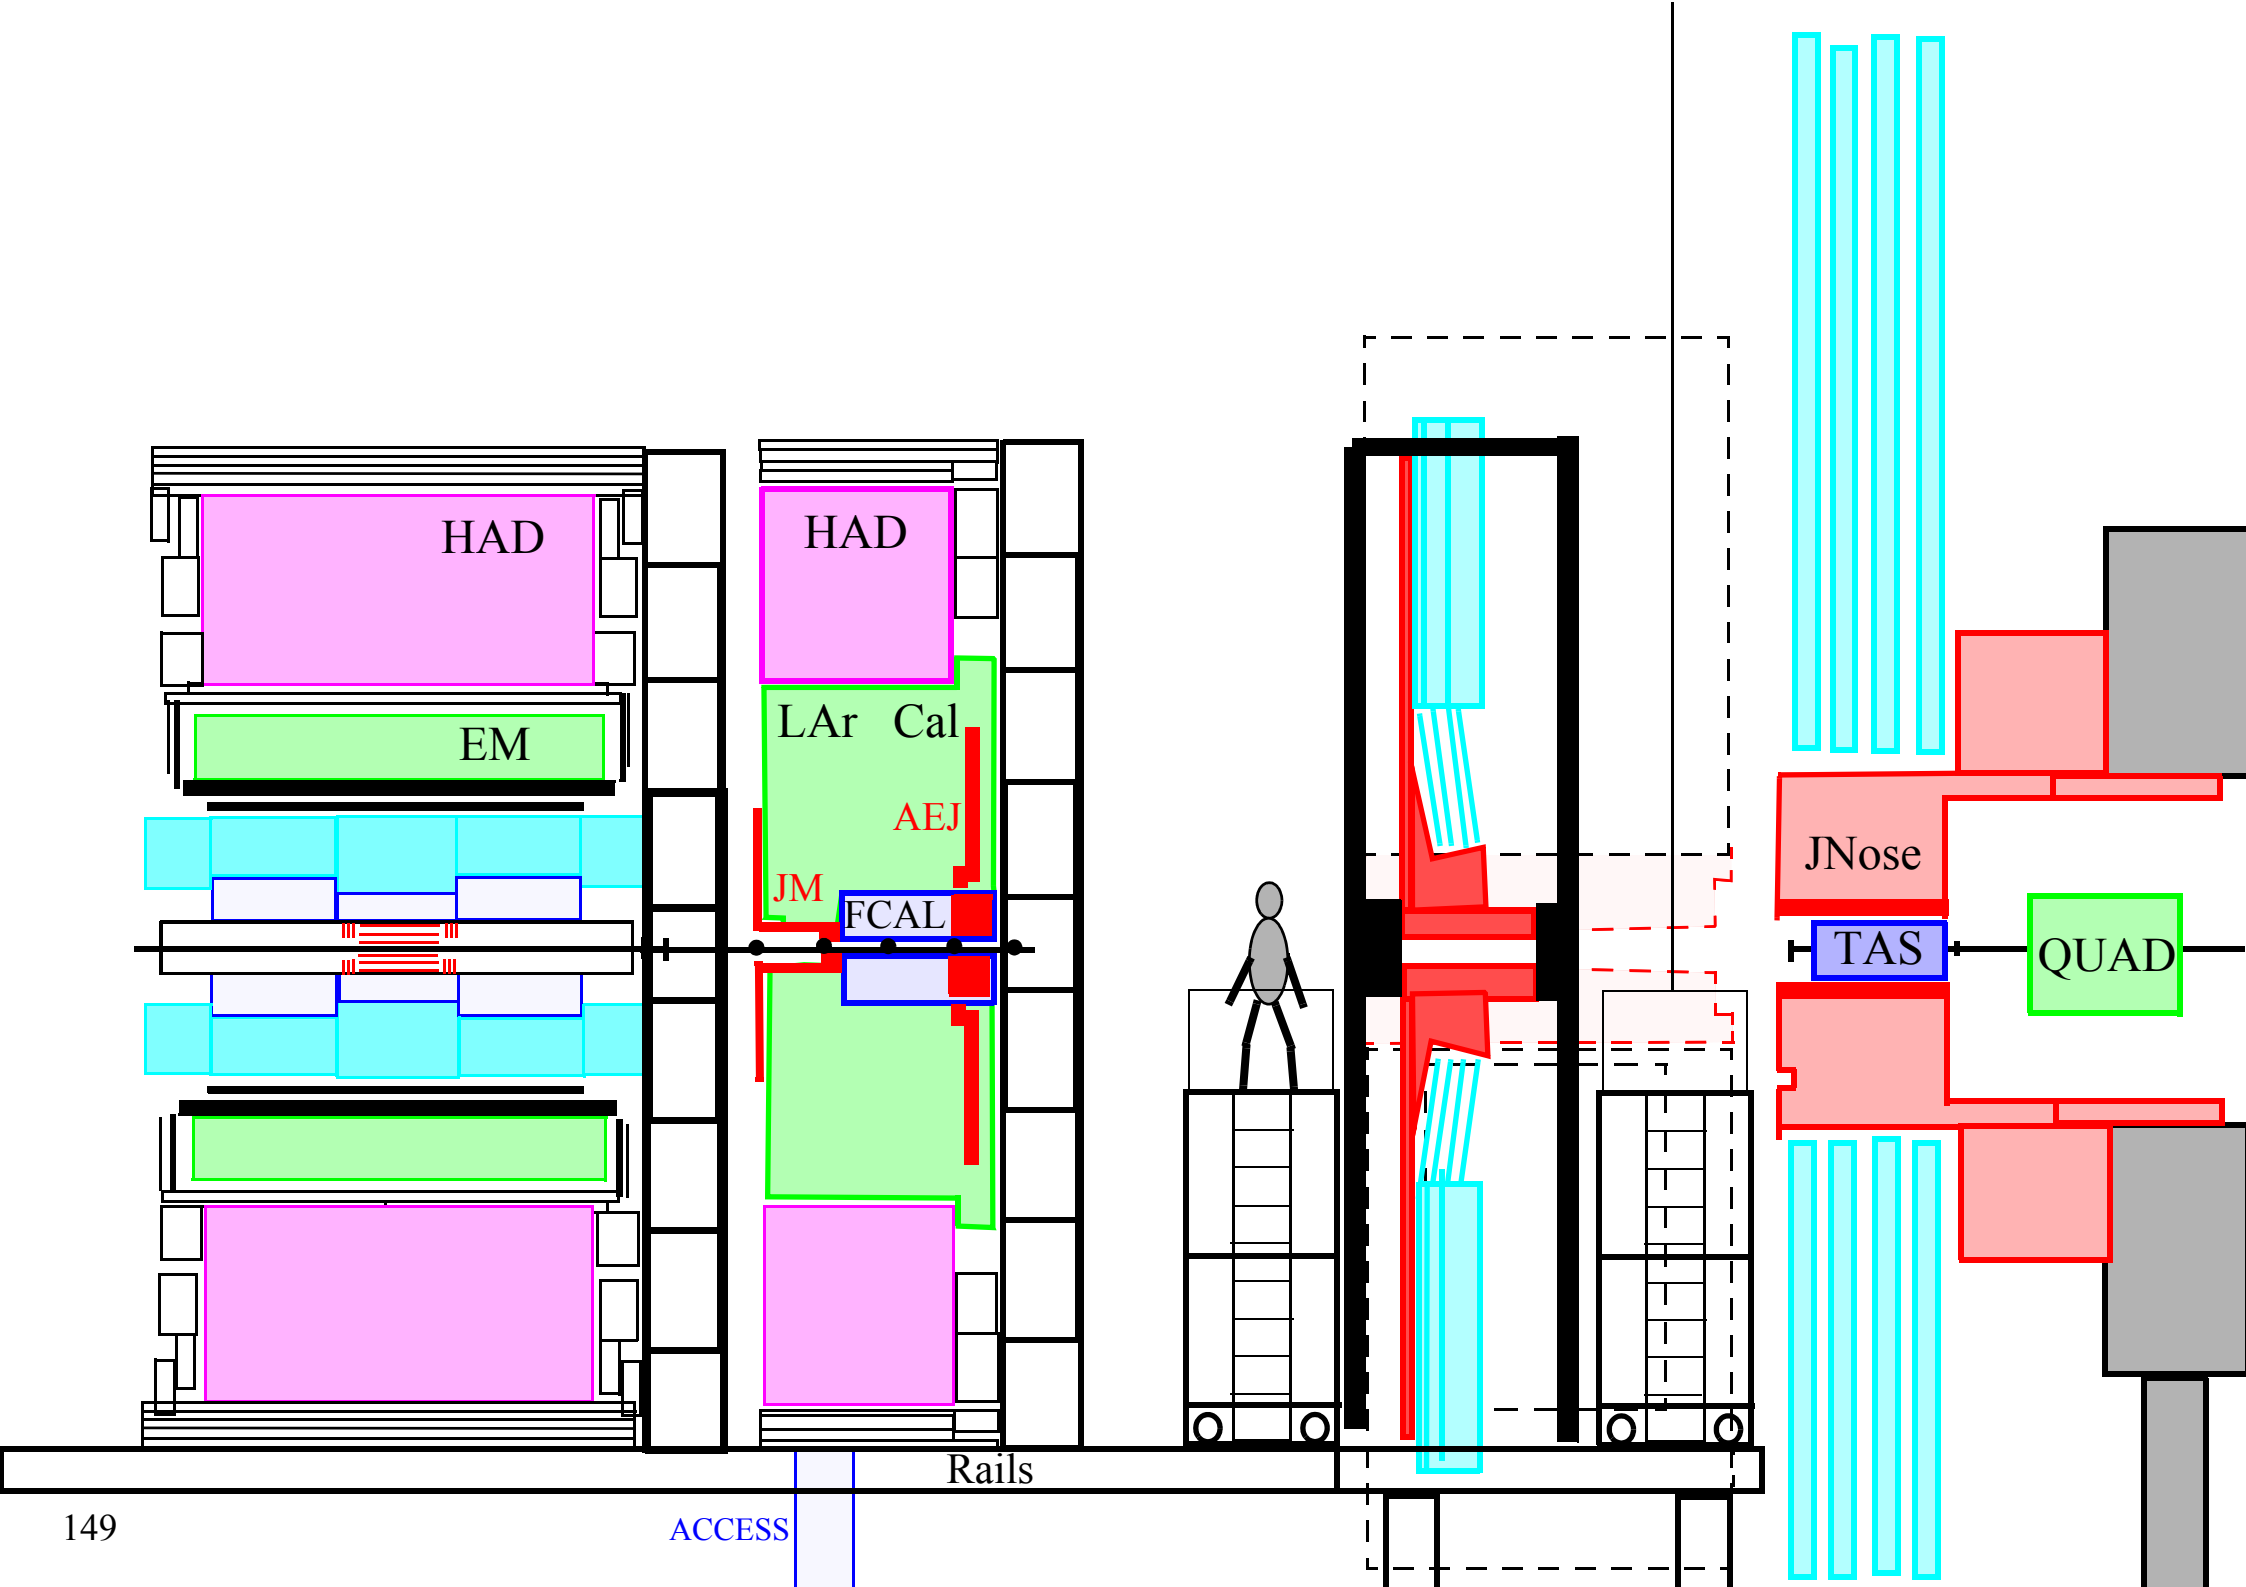 HAD
HAD
LAr Cal
EM
AEJ
JM
FCAL
JNose
TAS
QUAD
Rails
149
ACCESS